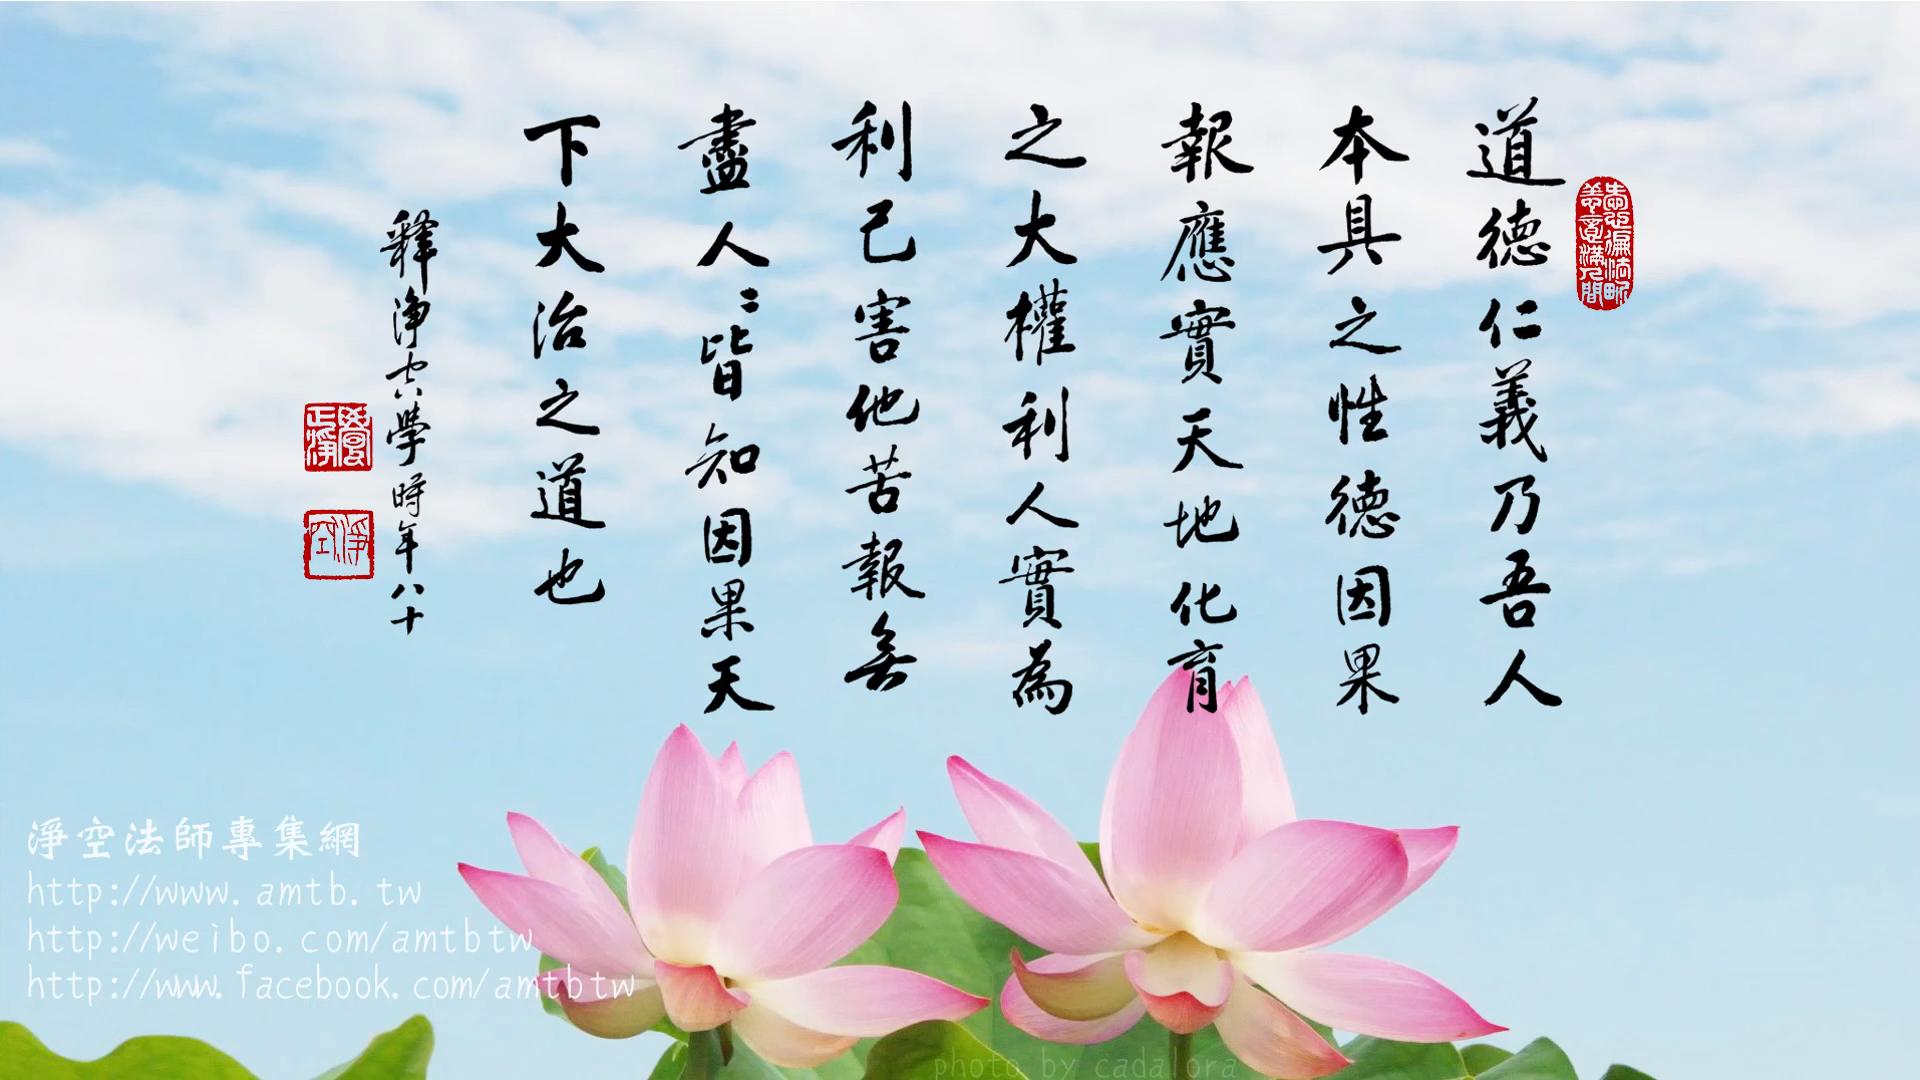 道德仁義乃吾人
本具之性德因果
報應實天地化育
之大權利人實為
利己害他苦報無
盡人〻皆知因果天
下大治之道也
釋淨空學時年八十
淨空
淨空法師專集網
http://www.amtb.tw
http://weibo.com/amtbtw
http://www.facebook.com/amtbtw
photo by cadalora